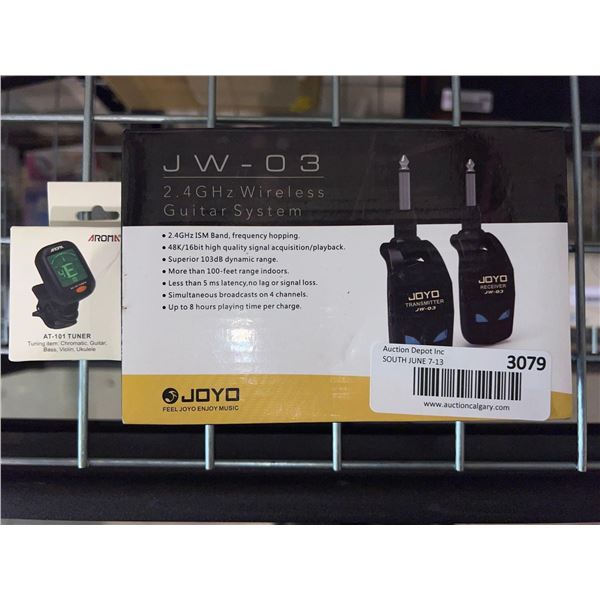 JW-03
2.4GHz Wireless
Guitar System
• 2.4GHz ISM Band, frequency hopping.
• 48K/16bit high quality signal acquisition/playback.
• Superior 103dB dynamic range.
• More than 100-feet range indoors.
• Less than 5 ms latency, no lag or signal loss.
• Simultaneous broadcasts on 4 channels.
• Up to 8 hours playing time per charge.
JOYO
TRANSMITTER
JW-03
JOYO
RECEIVER
JW-03
JOYO
FEEL JOYO ENJOY MUSIC
Auction Depot Inc
SOUTH JUNE 7-13
3079
www.auctioncalgary.com
AROMA
E
AT-101 TUNER
Tuning item: Chromatic, Guitar,
Bass, Violin, Ukulele